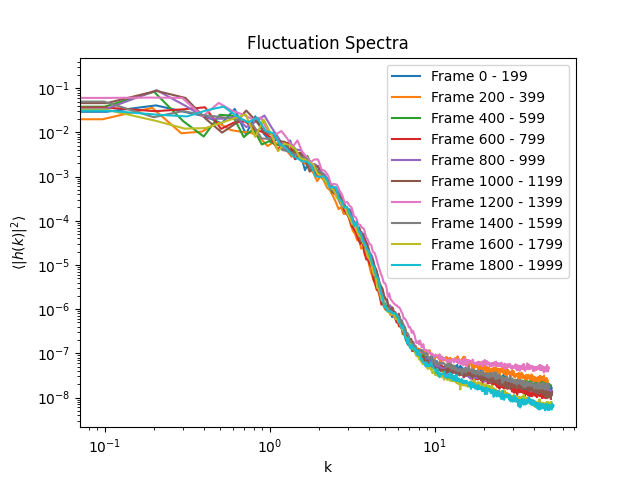 Fluctuation Spectra
Frame 0 - 199
Frame 200 - 399
Frame 400 - 599
Frame 600 - 799
Frame 800 - 999
Frame 1000 - 1199
Frame 1200 - 1399
Frame 1400 - 1599
Frame 1600 - 1799
Frame 1800 - 1999
⟨|h(k)|²⟩
10⁻¹
10⁻²
10⁻³
10⁻⁴
10⁻⁵
10⁻⁶
10⁻⁷
10⁻⁸
10⁻¹ 10⁰ 10¹
k